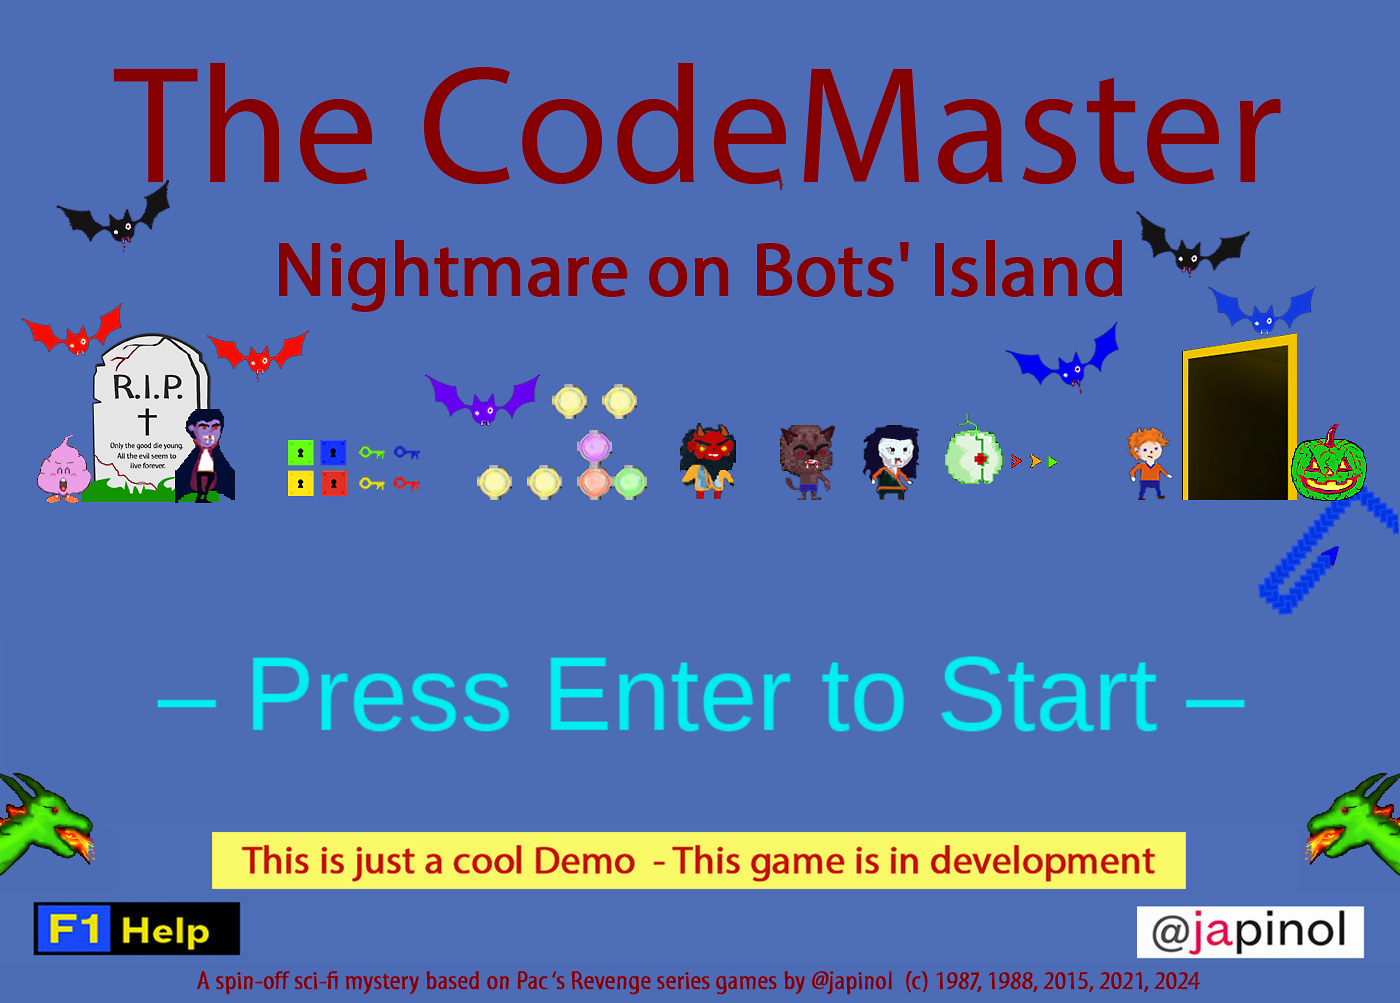 The CodeMaster
Nightmare on Bots' Island
R.I.P.
Only the good die young.
All the evil seem to
live forever.
– Press Enter to Start –
This is just a cool Demo - This game is in development
F1 Help
@japinol
A spin-off sci-fi mystery based on Pac ‘s Revenge series games by @japinol (c) 1987, 1988, 2015, 2021, 2024